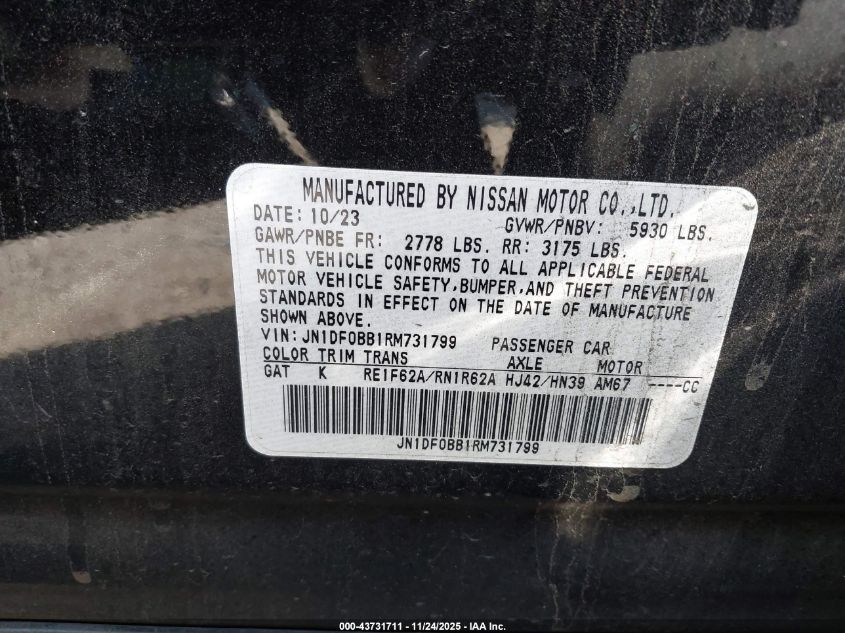 MANUFACTURED BY NISSAN MOTOR CO.,LTD.
DATE: 10/23 GVWR/PNBV: 5930 LBS.
GAWR/PNBE FR: 2778 LBS. RR: 3175 LBS.
THIS VEHICLE CONFORMS TO ALL APPLICABLE FEDERAL
MOTOR VEHICLE SAFETY,BUMPER,AND THEFT PREVENTION
STANDARDS IN EFFECT ON THE DATE OF MANUFACTURE
SHOWN ABOVE.
VIN:JN1DF0BB1RM731799 PASSENGER CAR
COLOR TRIM TRANS AXLE MOTOR
GAT K RE1F62A/RN1R62A HJ42/HN39 AM67 ----CC
JN1DF0BB1RM731799
000-43731711 - 11/24/2025 - IAA Inc.